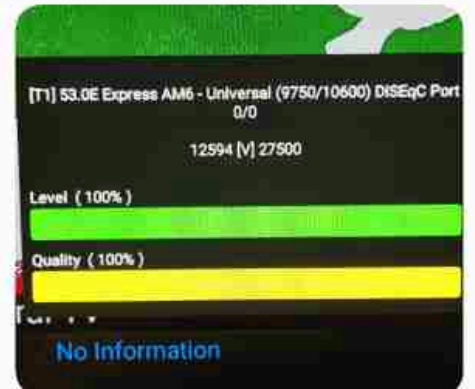 [T1] 53.0E Express AM6 - Universal (9750/10600) DiSEqC Port
0/0
12594 [V] 27500
Level ( 100% )
Quality ( 100% )
No Information